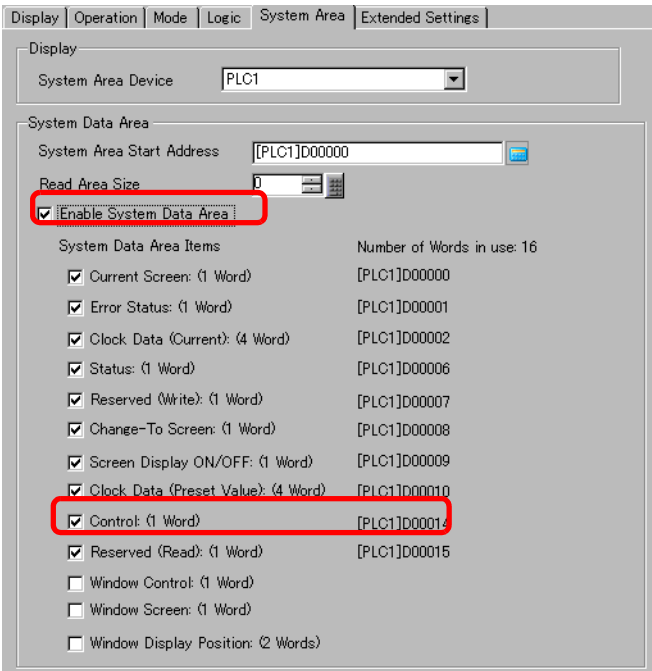 Display Operation Mode Logic System Area Extended Settings
Display
System Area Device PLC1
System Data Area
System Area Start Address [PLC1]D00000
Read Area Size 0
Enable System Data Area
System Data Area Items Number of Words in use: 16
Current Screen: (1 Word) [PLC1]D00000
Error Status: (1 Word) [PLC1]D00001
Clock Data (Current): (4 Word) [PLC1]D00002
Status: (1 Word) [PLC1]D00006
Reserved (Write): (1 Word) [PLC1]D00007
Change-To Screen: (1 Word) [PLC1]D00008
Screen Display ON/OFF: (1 Word) [PLC1]D00009
Clock Data (Preset Value): (4 Word) [PLC1]D00010
Control: (1 Word) [PLC1]D00014
Reserved (Read): (1 Word) [PLC1]D00015
Window Control: (1 Word)
Window Screen: (1 Word)
Window Display Position: (2 Words)